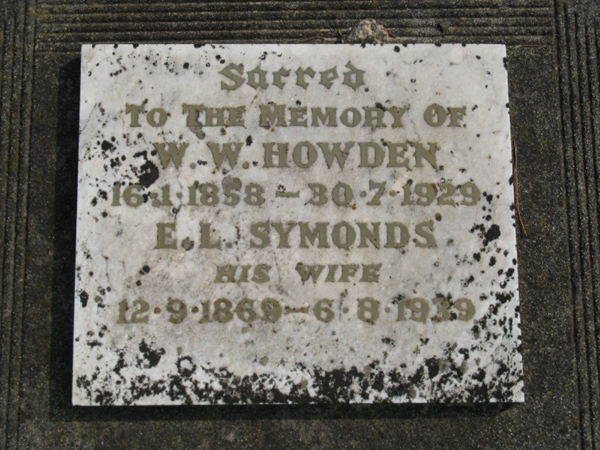 Sacred
TO THE MEMORY OF
W. W. HOWDEN
16·1·1858 – 30·7·1929
E. L. SYMONDS
HIS WIFE
12·9·1869 – 6·8·1939